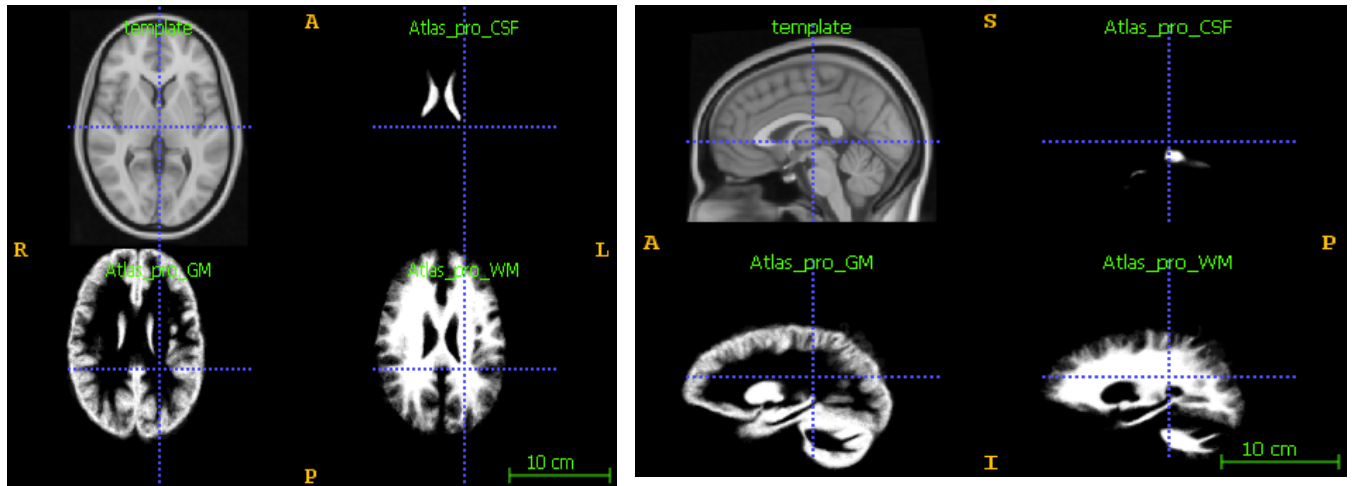 A
template
Atlas_pro_CSF
R
L
Atlas_pro_GM
Atlas_pro_WM
10 cm
P
S
template
Atlas_pro_CSF
A
P
Atlas_pro_GM
Atlas_pro_WM
10 cm
I